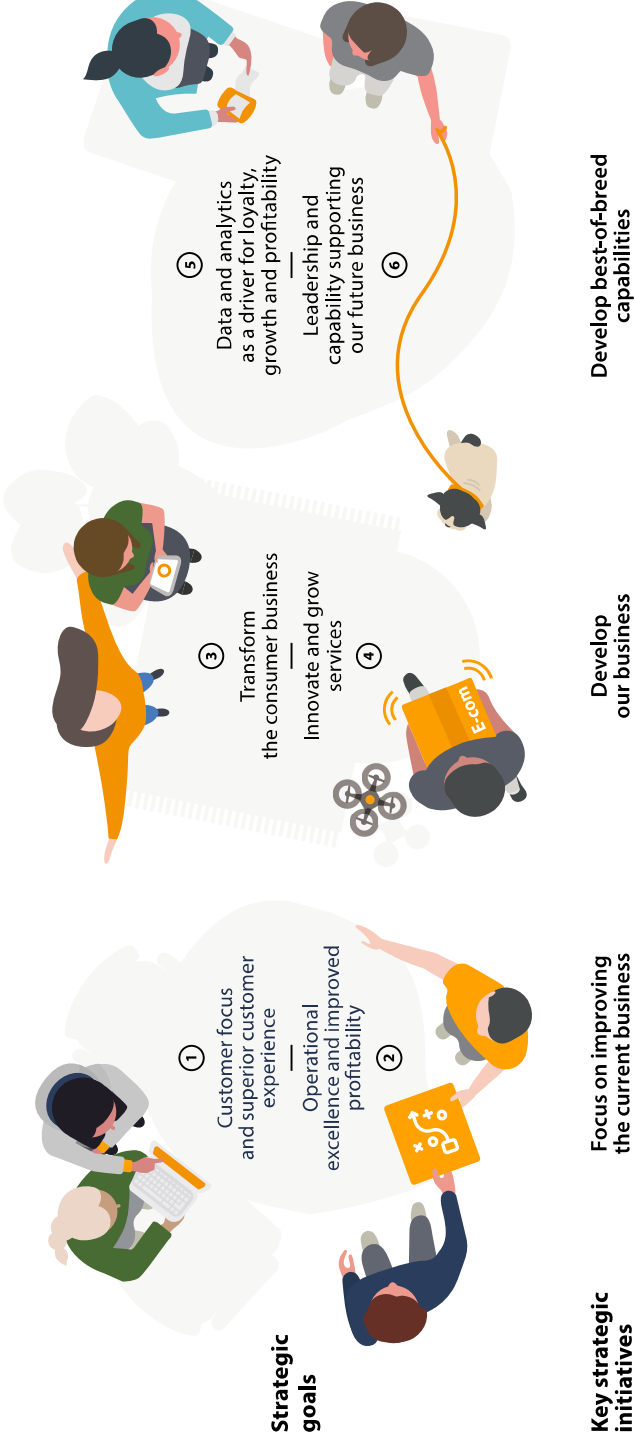 Strategic
goals
1
Customer focus
and superior customer
experience
Operational
excellence and improved
profitability
2
3
Transform
the consumer business
Innovate and grow
services
4
E-com
5
Data and analytics
as a driver for loyalty,
growth and profitability
Leadership and
capability supporting
our future business
6
Key strategic
initiatives
Focus on improving
the current business
Develop
our business
Develop best-of-breed
capabilities